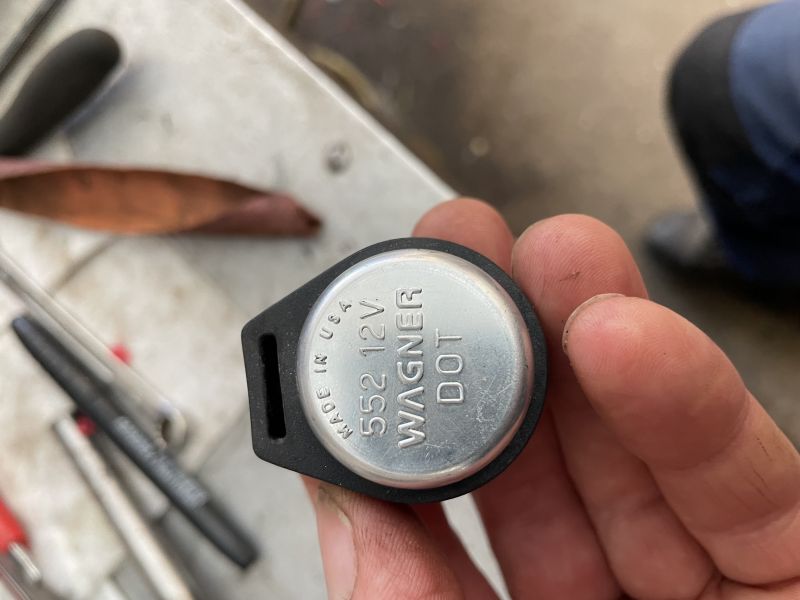 MADE IN USA
552 12V
WAGNER
DOT